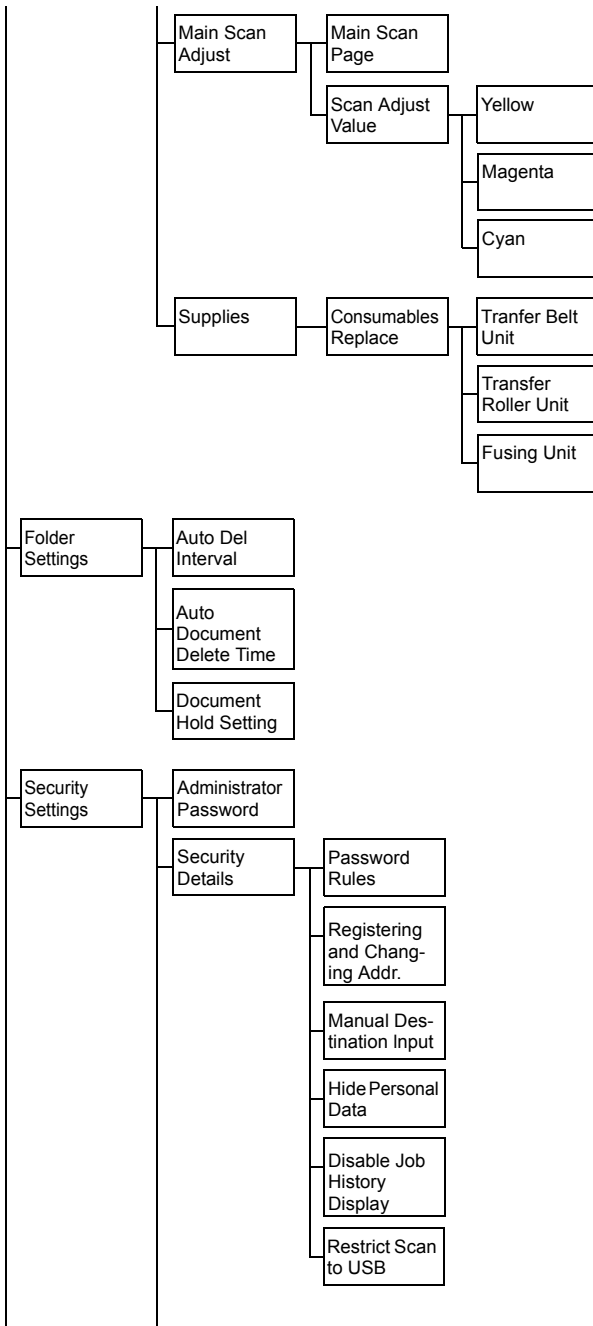 Main Scan
Adjust
Main Scan
Page
Scan Adjust
Value
Yellow
Magenta
Cyan
Supplies
Consumables
Replace
Tranfer Belt
Unit
Transfer
Roller Unit
Fusing Unit
Folder
Settings
Auto Del
Interval
Auto
Document
Delete Time
Document
Hold Setting
Security
Settings
Administrator
Password
Security
Details
Password
Rules
Registering
and Chang-
ing Addr.
Manual Des-
tination Input
Hide Personal
Data
Disable Job
History
Display
Restrict Scan
to USB